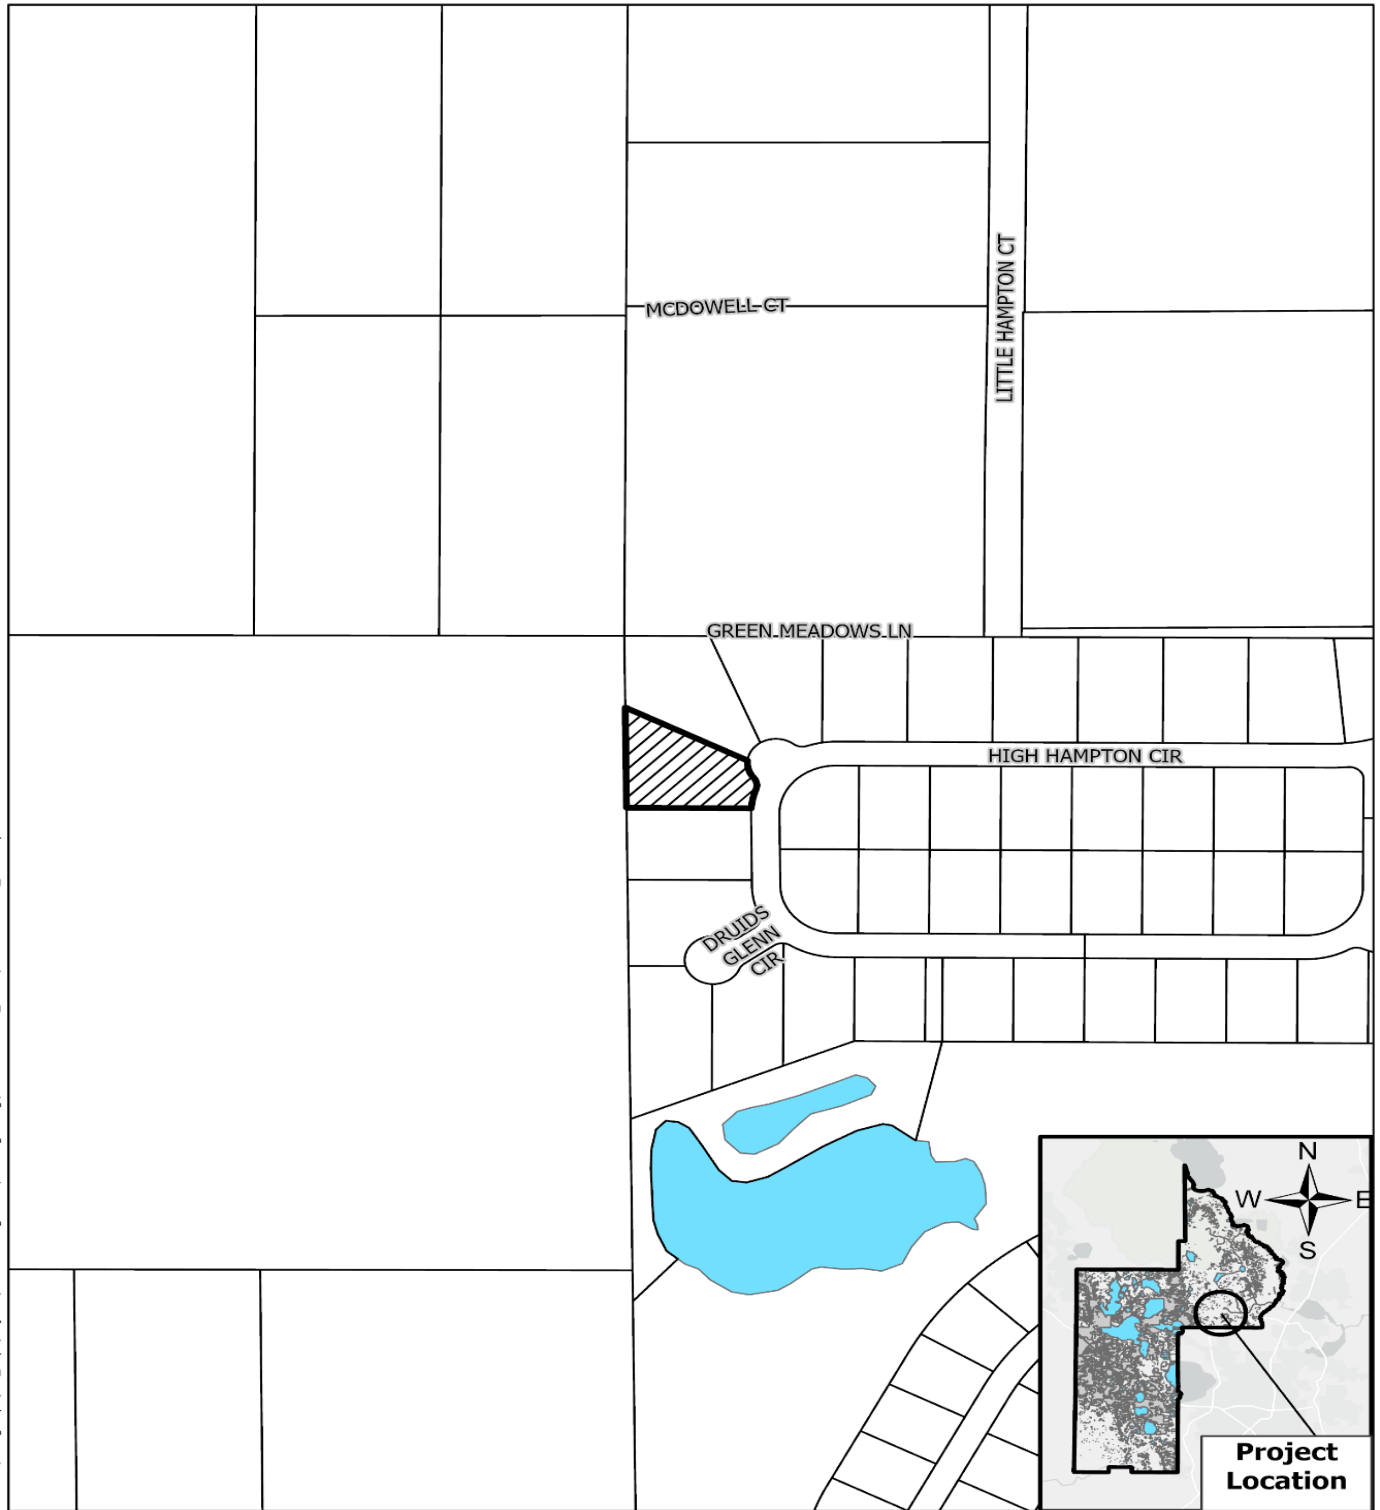 LITTLE HAMPTON CT
MCDOWELL CT
GREEN MEADOWS LN
HIGH HAMPTON CIR
DRUIDS
GLENN
CIR
N
W
E
S
Project
Location